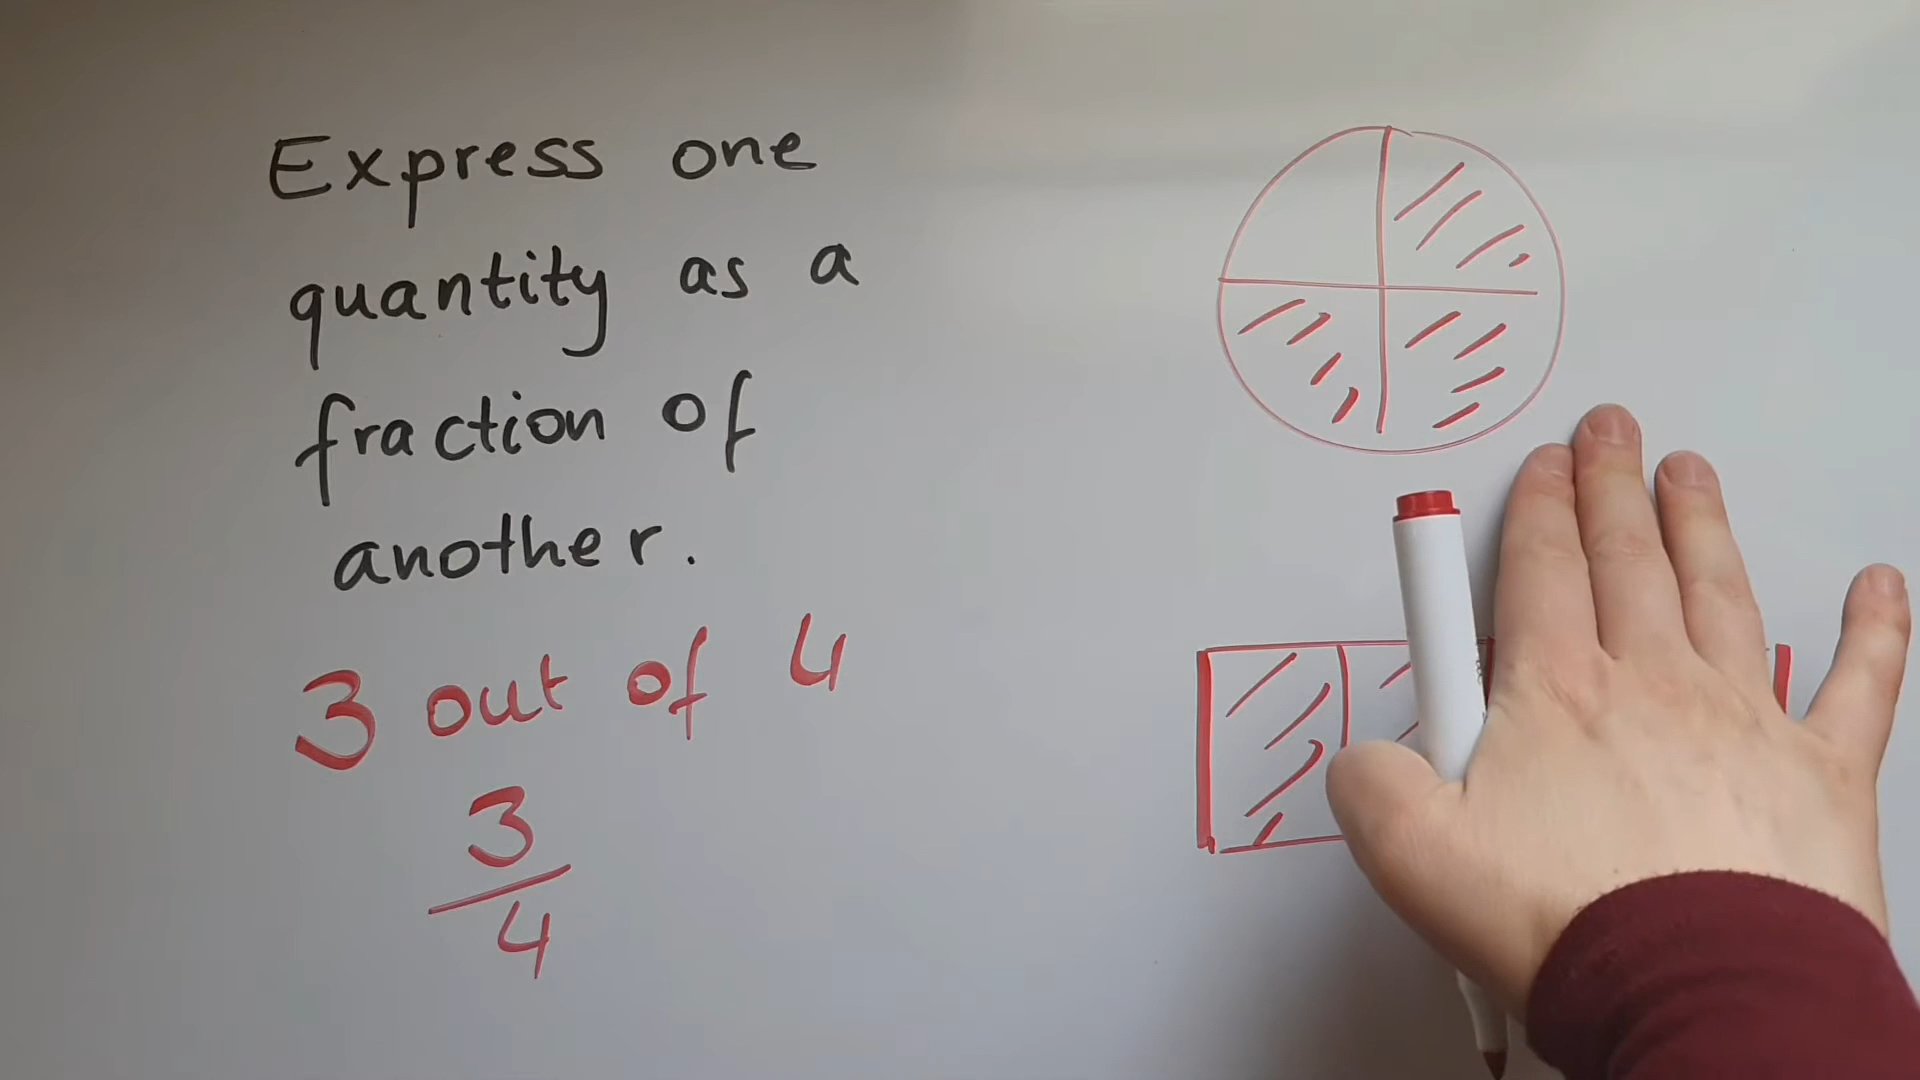 Express one
quantity as a
fraction of
another.
3 out of 4
3
4